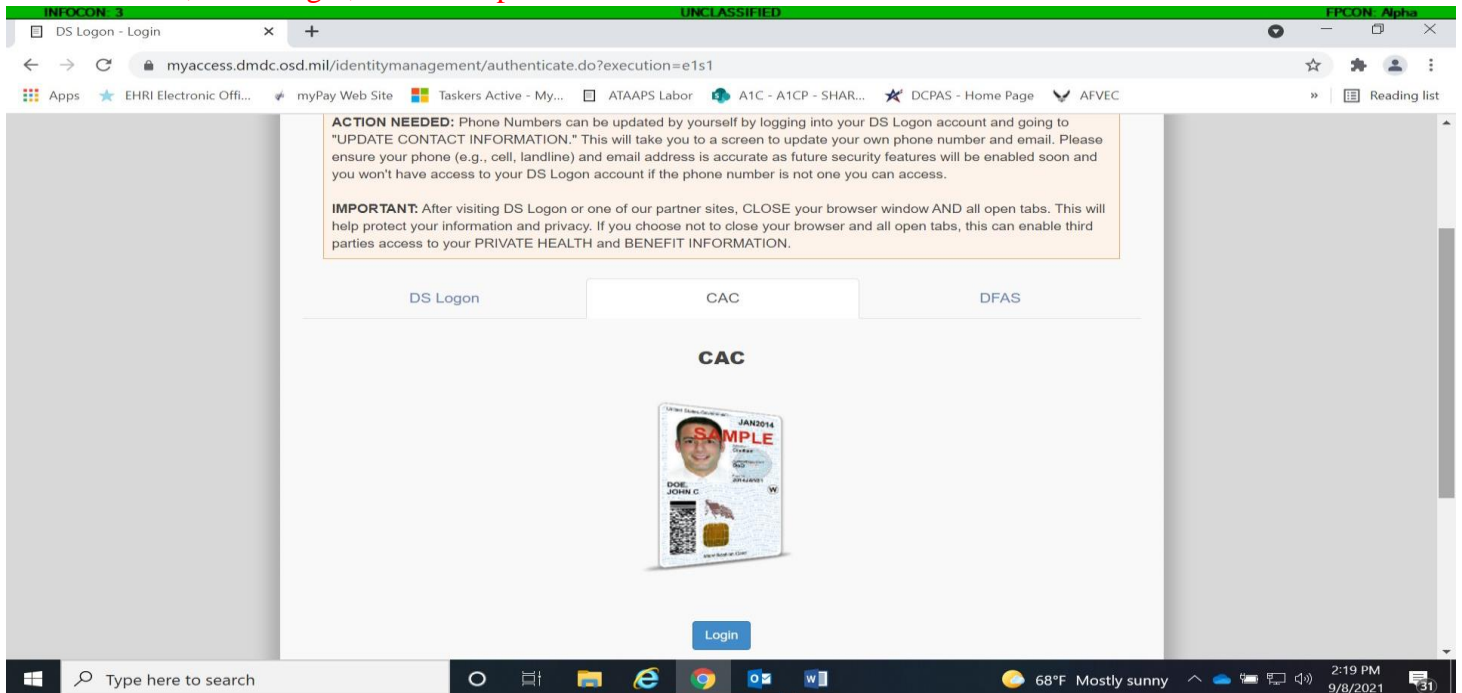 INFOCON: 3 UNCLASSIFIED FPCON: Alpha
DS Logon - Login
myaccess.dmdc.osd.mil/identitymanagement/authenticate.do?execution=e1s1
Apps EHRI Electronic Offi... myPay Web Site Taskers Active - My... ATAAPS Labor A1C - A1CP - SHAR... DCPAS - Home Page AFVEC » Reading list
ACTION NEEDED: Phone Numbers can be updated by yourself by logging into your DS Logon account and going to
"UPDATE CONTACT INFORMATION." This will take you to a screen to update your own phone number and email. Please
ensure your phone (e.g., cell, landline) and email address is accurate as future security features will be enabled soon and
you won't have access to your DS Logon account if the phone number is not one you can access.
IMPORTANT: After visiting DS Logon or one of our partner sites, CLOSE your browser window AND all open tabs. This will
help protect your information and privacy. If you choose not to close your browser and all open tabs, this can enable third
parties access to your PRIVATE HEALTH and BENEFIT INFORMATION.
DS Logon CAC DFAS
CAC
JAN2014
SAMPLE
DOE,
JOHN C.
W
Login
Type here to search
68°F Mostly sunny
2:19 PM
9/8/2021
31